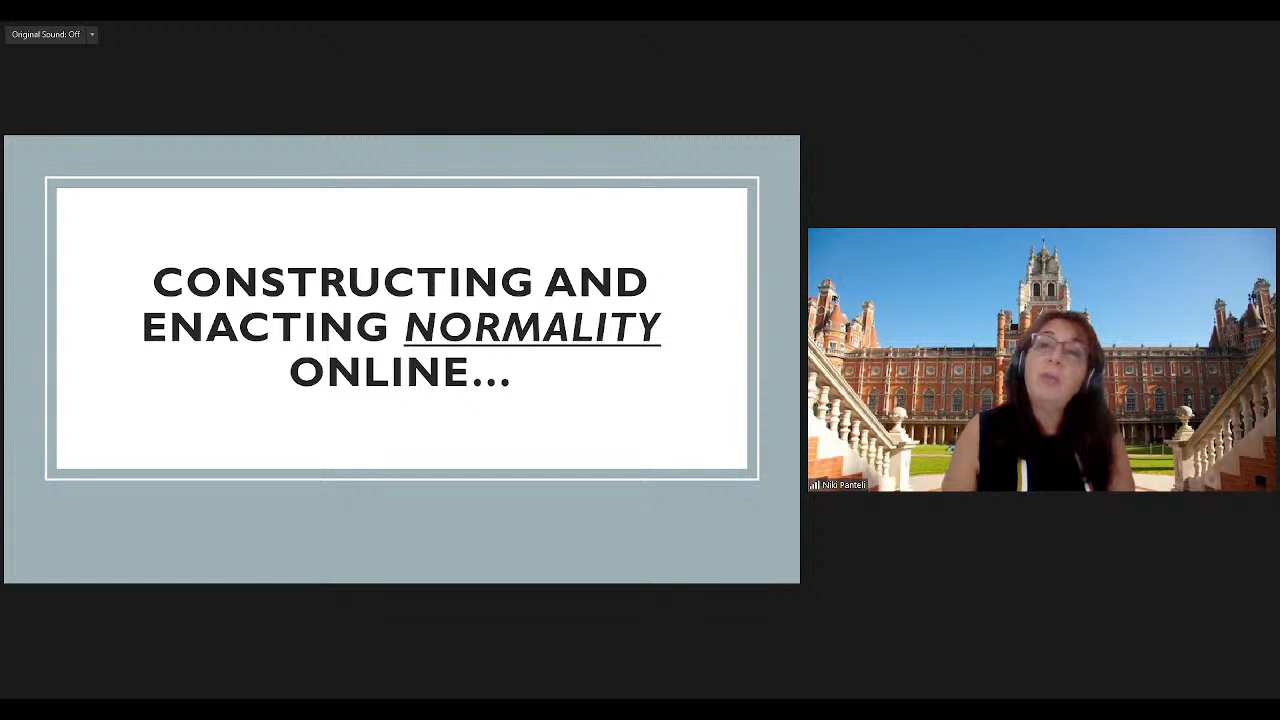 Original Sound: Off
CONSTRUCTING AND
ENACTING NORMALITY
ONLINE...
Niki Panteli